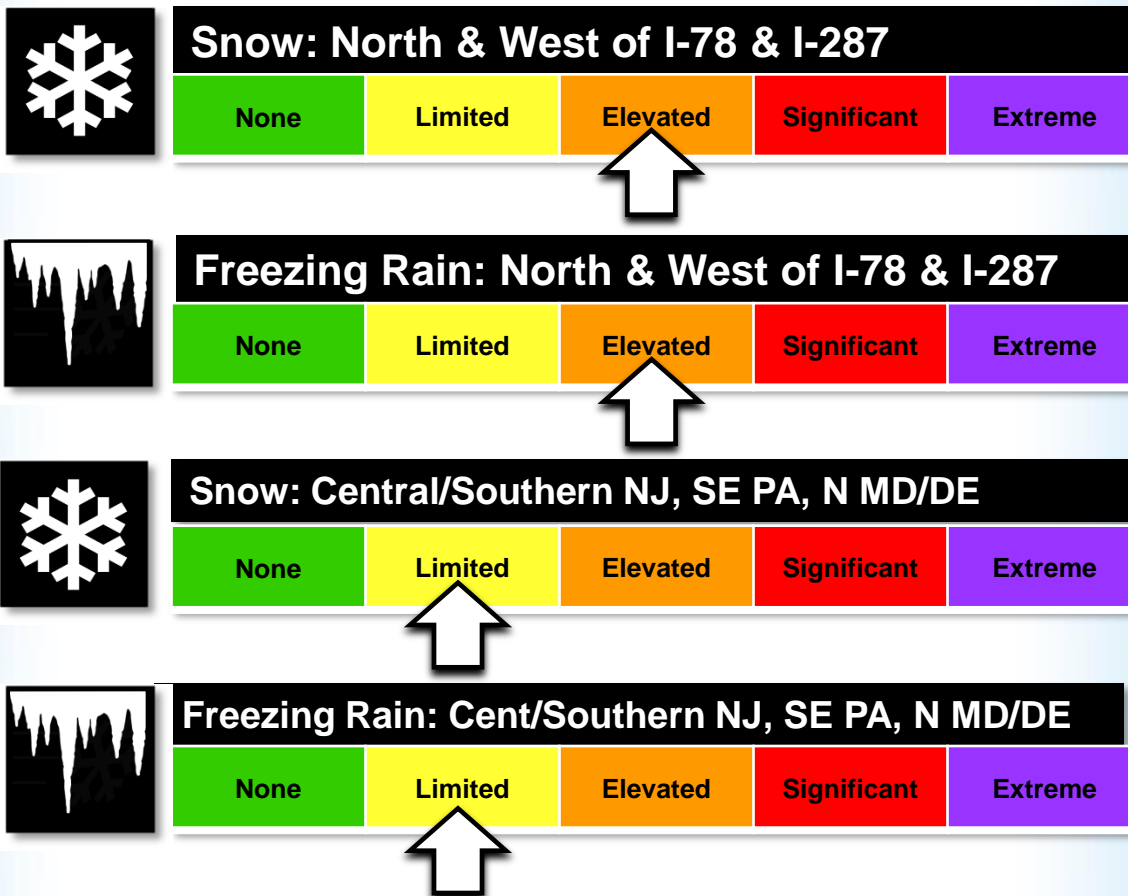 Snow: North & West of I-78 & I-287
None Limited Elevated Significant Extreme
Freezing Rain: North & West of I-78 & I-287
None Limited Elevated Significant Extreme
Snow: Central/Southern NJ, SE PA, N MD/DE
None Limited Elevated Significant Extreme
Freezing Rain: Cent/Southern NJ, SE PA, N MD/DE
None Limited Elevated Significant Extreme